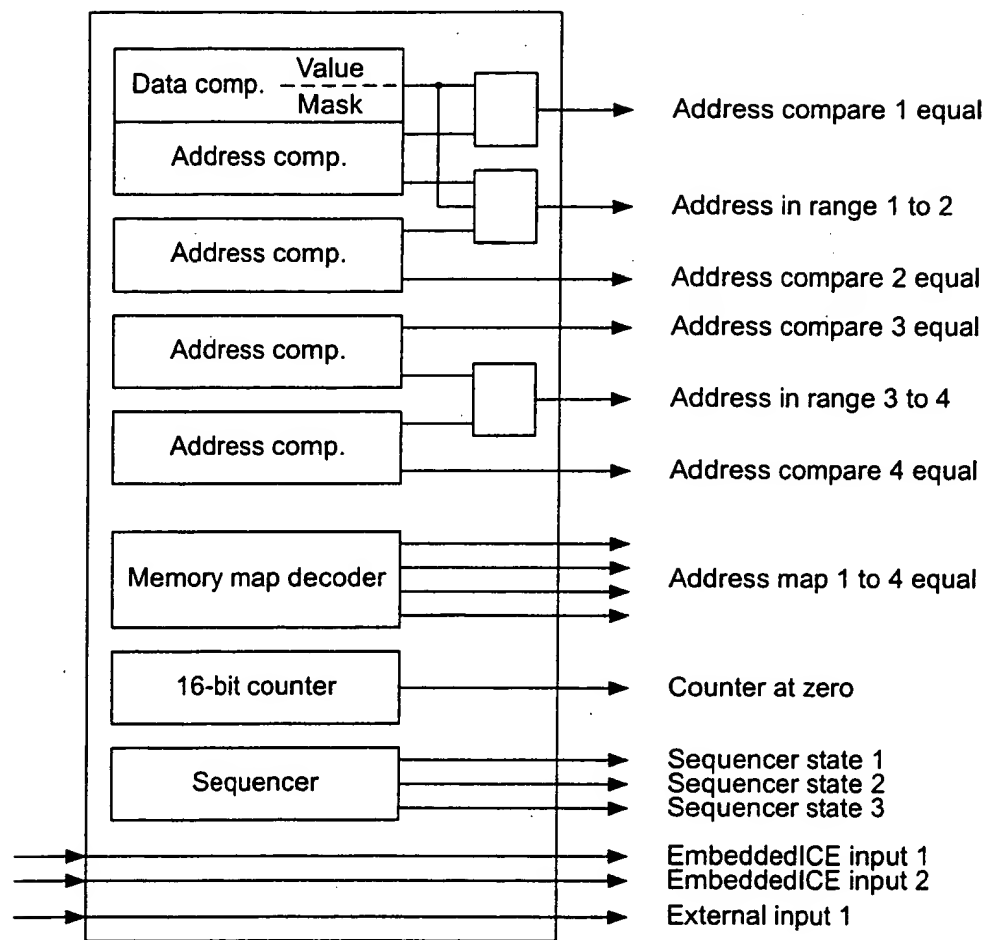 Data comp. Value
Mask
Address compare 1 equal
Address comp.
Address in range 1 to 2
Address comp.
Address compare 2 equal
Address compare 3 equal
Address comp.
Address in range 3 to 4
Address comp.
Address compare 4 equal
Memory map decoder
Address map 1 to 4 equal
16-bit counter
Counter at zero
Sequencer
Sequencer state 1
Sequencer state 2
Sequencer state 3
EmbeddedICE input 1
EmbeddedICE input 2
External input 1